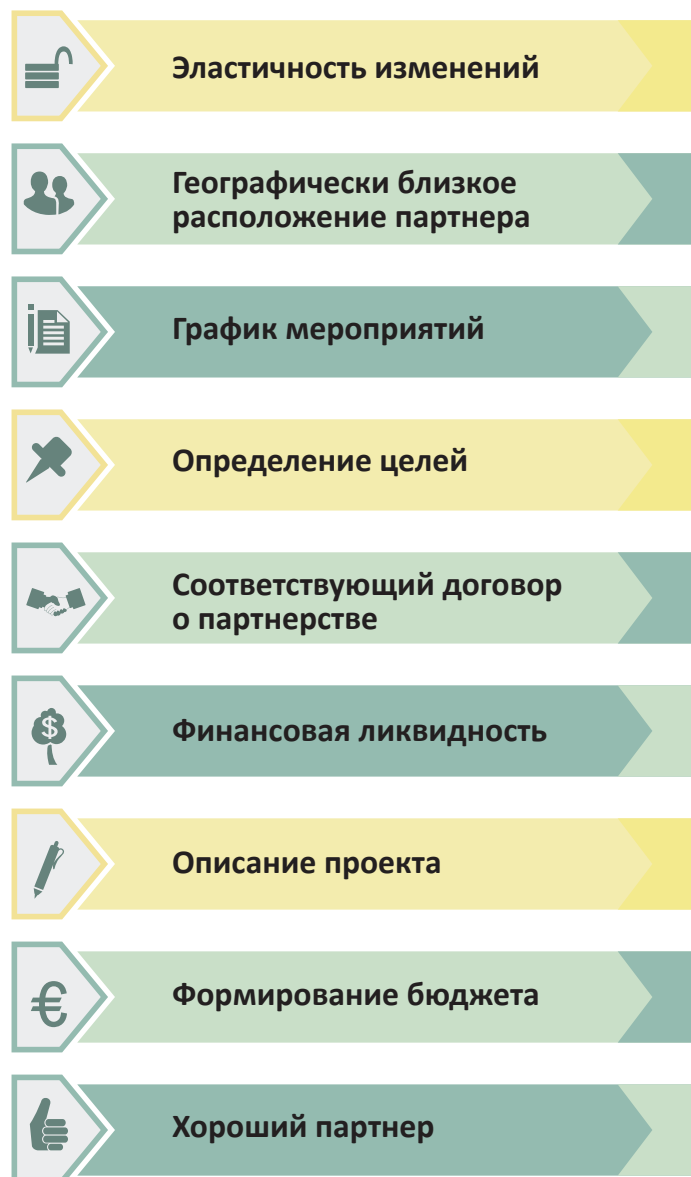 Эластичность изменений
Географически близкое
расположение партнера
График мероприятий
Определение целей
Соответствующий договор
о партнерстве
$
Финансовая ликвидность
Описание проекта
€
Формирование бюджета
Хороший партнер